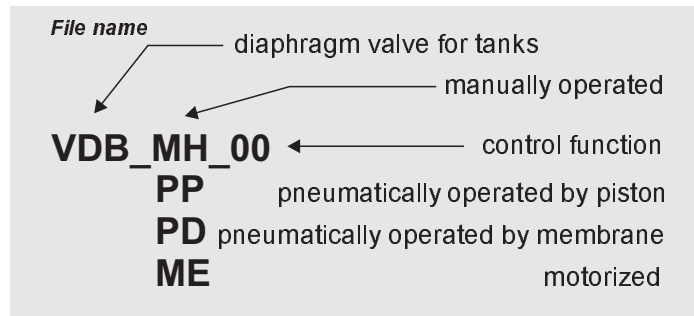 File name
diaphragm valve for tanks
manually operated
VDB_MH_00 control function
PP pneumatically operated by piston
PD pneumatically operated by membrane
ME motorized